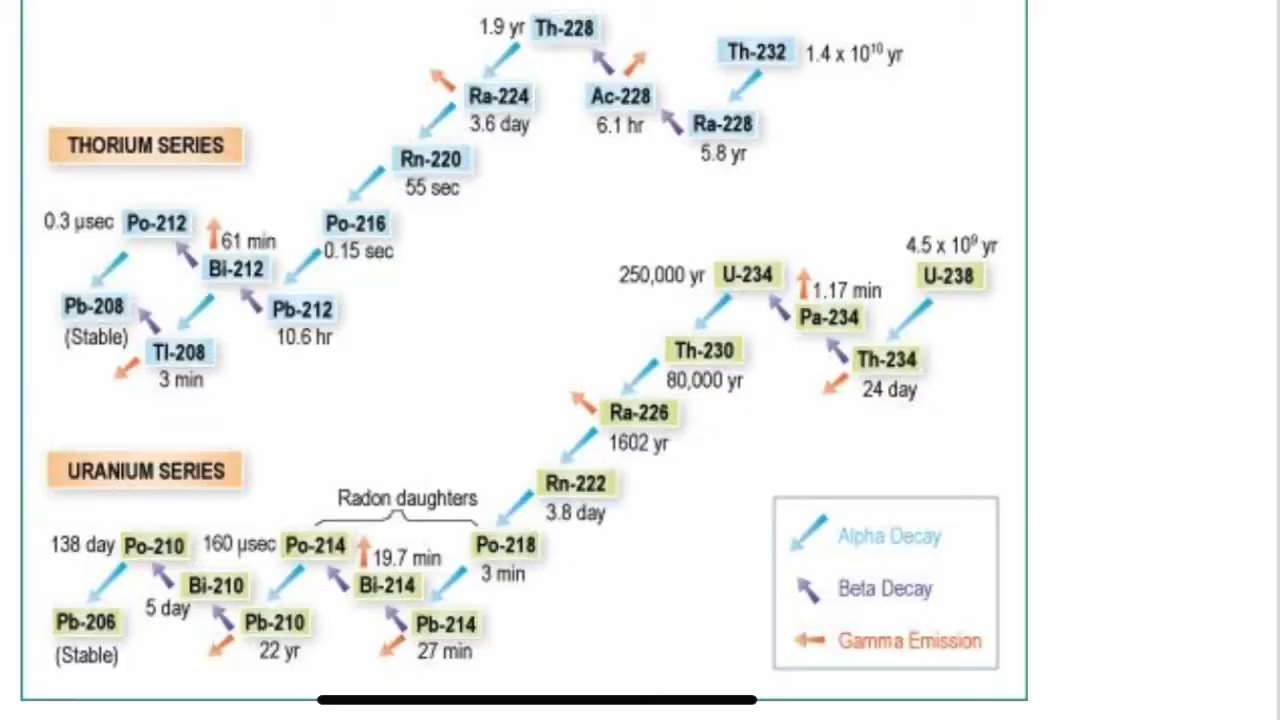 1.9 yr Th-228
Th-232 1.4 x 10¹⁰ yr
Ra-224
3.6 day
Ac-228
6.1 hr
Ra-228
5.8 yr
THORIUM SERIES
Rn-220
55 sec
0.3 µsec Po-212
61 min
Bi-212
Po-216
0.15 sec
Pb-208
(Stable)
Pb-212
10.6 hr
Tl-208
3 min
4.5 x 10⁹ yr
250,000 yr U-234
U-238
1.17 min
Pa-234
Th-230
80,000 yr
Th-234
24 day
Ra-226
1602 yr
URANIUM SERIES
Rn-222
3.8 day
Radon daughters
138 day Po-210
160 µsec Po-214
19.7 min
Po-218
3 min
Bi-210
5 day
Bi-214
Pb-206
(Stable)
Pb-210
22 yr
Pb-214
27 min
Alpha Decay
Beta Decay
Gamma Emission